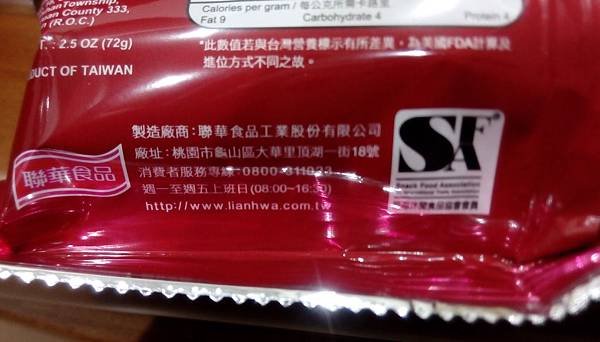 Township,
County 333,
(R.O.C.)
2.5 OZ (72g)
PRODUCT OF TAIWAN
Calories per gram / 每公克所需卡路里
Fat 9 Carbohydrate 4 Protein 4
*此數值若與台灣營養標示有所差異,為美國FDA計算及
進位方式不同之故。
製造廠商:聯華食品工業股份有限公司
廠址:桃園市龜山區大華里頂湖一街18號
消費者服務專線:0800-311033
週一至週五上班日(08:00~16:30)
http://www.lianhwa.com.tw
聯華食品
SFAA
Snack Food Association